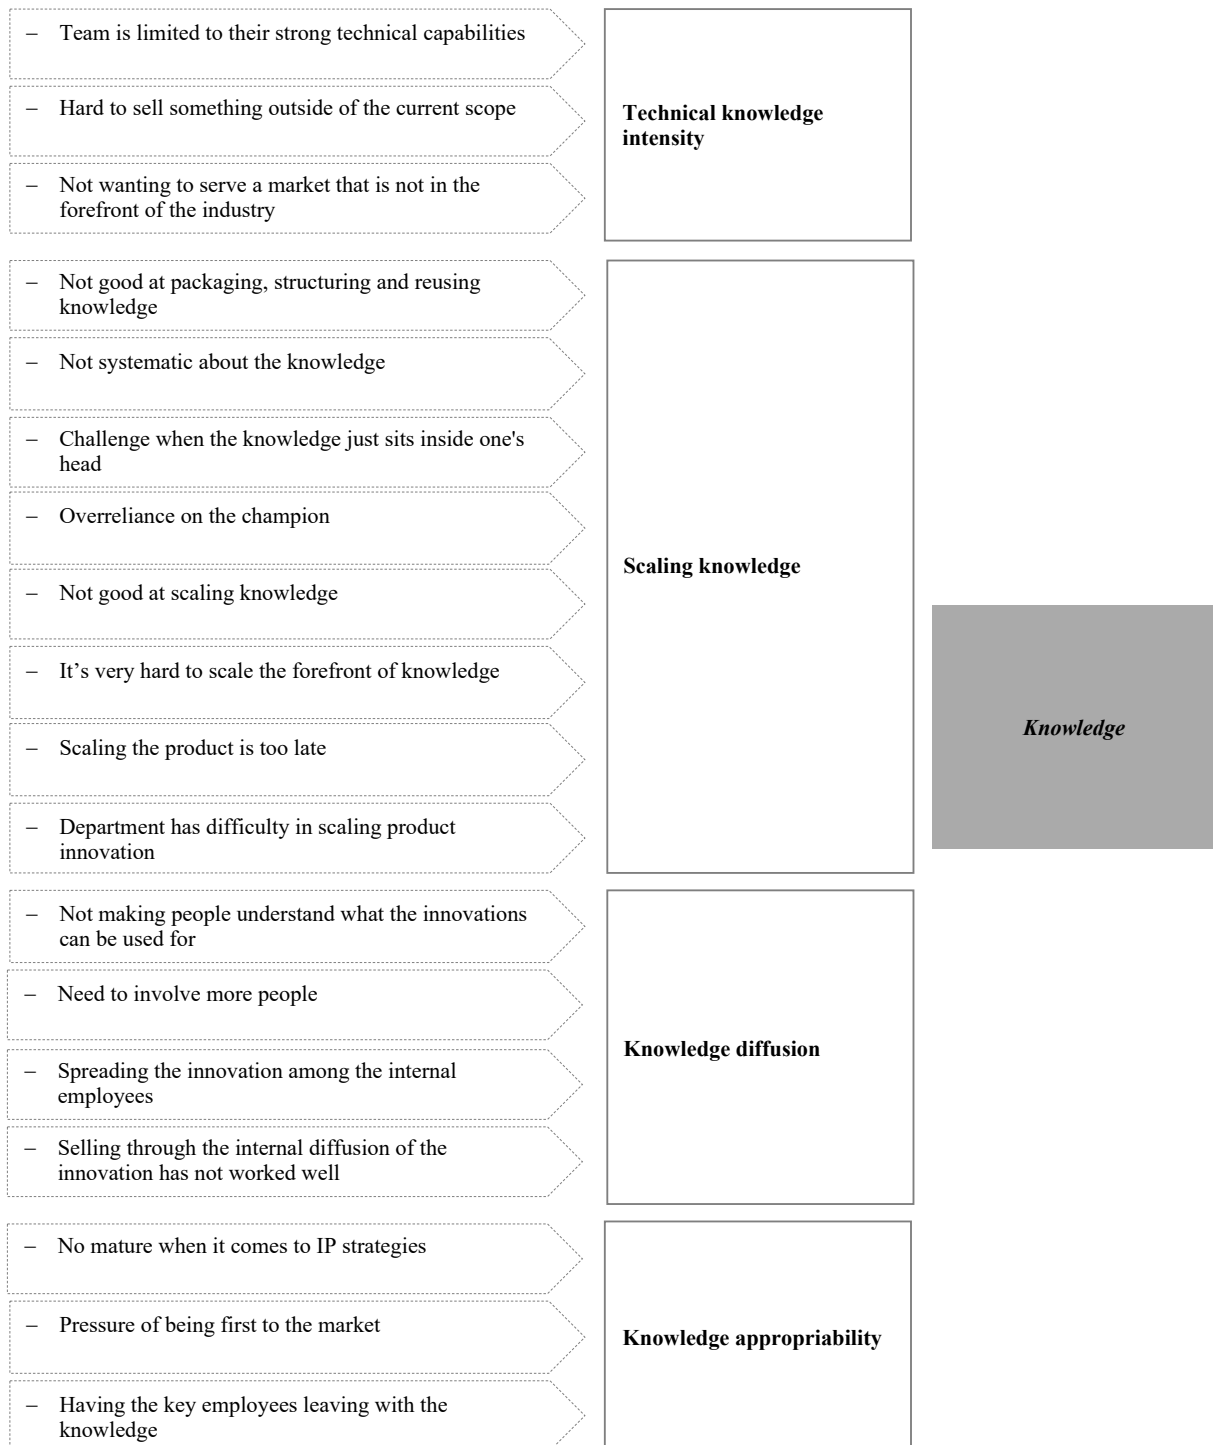 – Team is limited to their strong technical capabilities
– Hard to sell something outside of the current scope
– Not wanting to serve a market that is not in the
forefront of the industry
Technical knowledge
intensity
– Not good at packaging, structuring and reusing
knowledge
– Not systematic about the knowledge
– Challenge when the knowledge just sits inside one's
head
– Overreliance on the champion
– Not good at scaling knowledge
– It’s very hard to scale the forefront of knowledge
– Scaling the product is too late
– Department has difficulty in scaling product
innovation
Scaling knowledge
– Not making people understand what the innovations
can be used for
– Need to involve more people
– Spreading the innovation among the internal
employees
– Selling through the internal diffusion of the
innovation has not worked well
Knowledge diffusion
– No mature when it comes to IP strategies
– Pressure of being first to the market
– Having the key employees leaving with the
knowledge
Knowledge appropriability
Knowledge